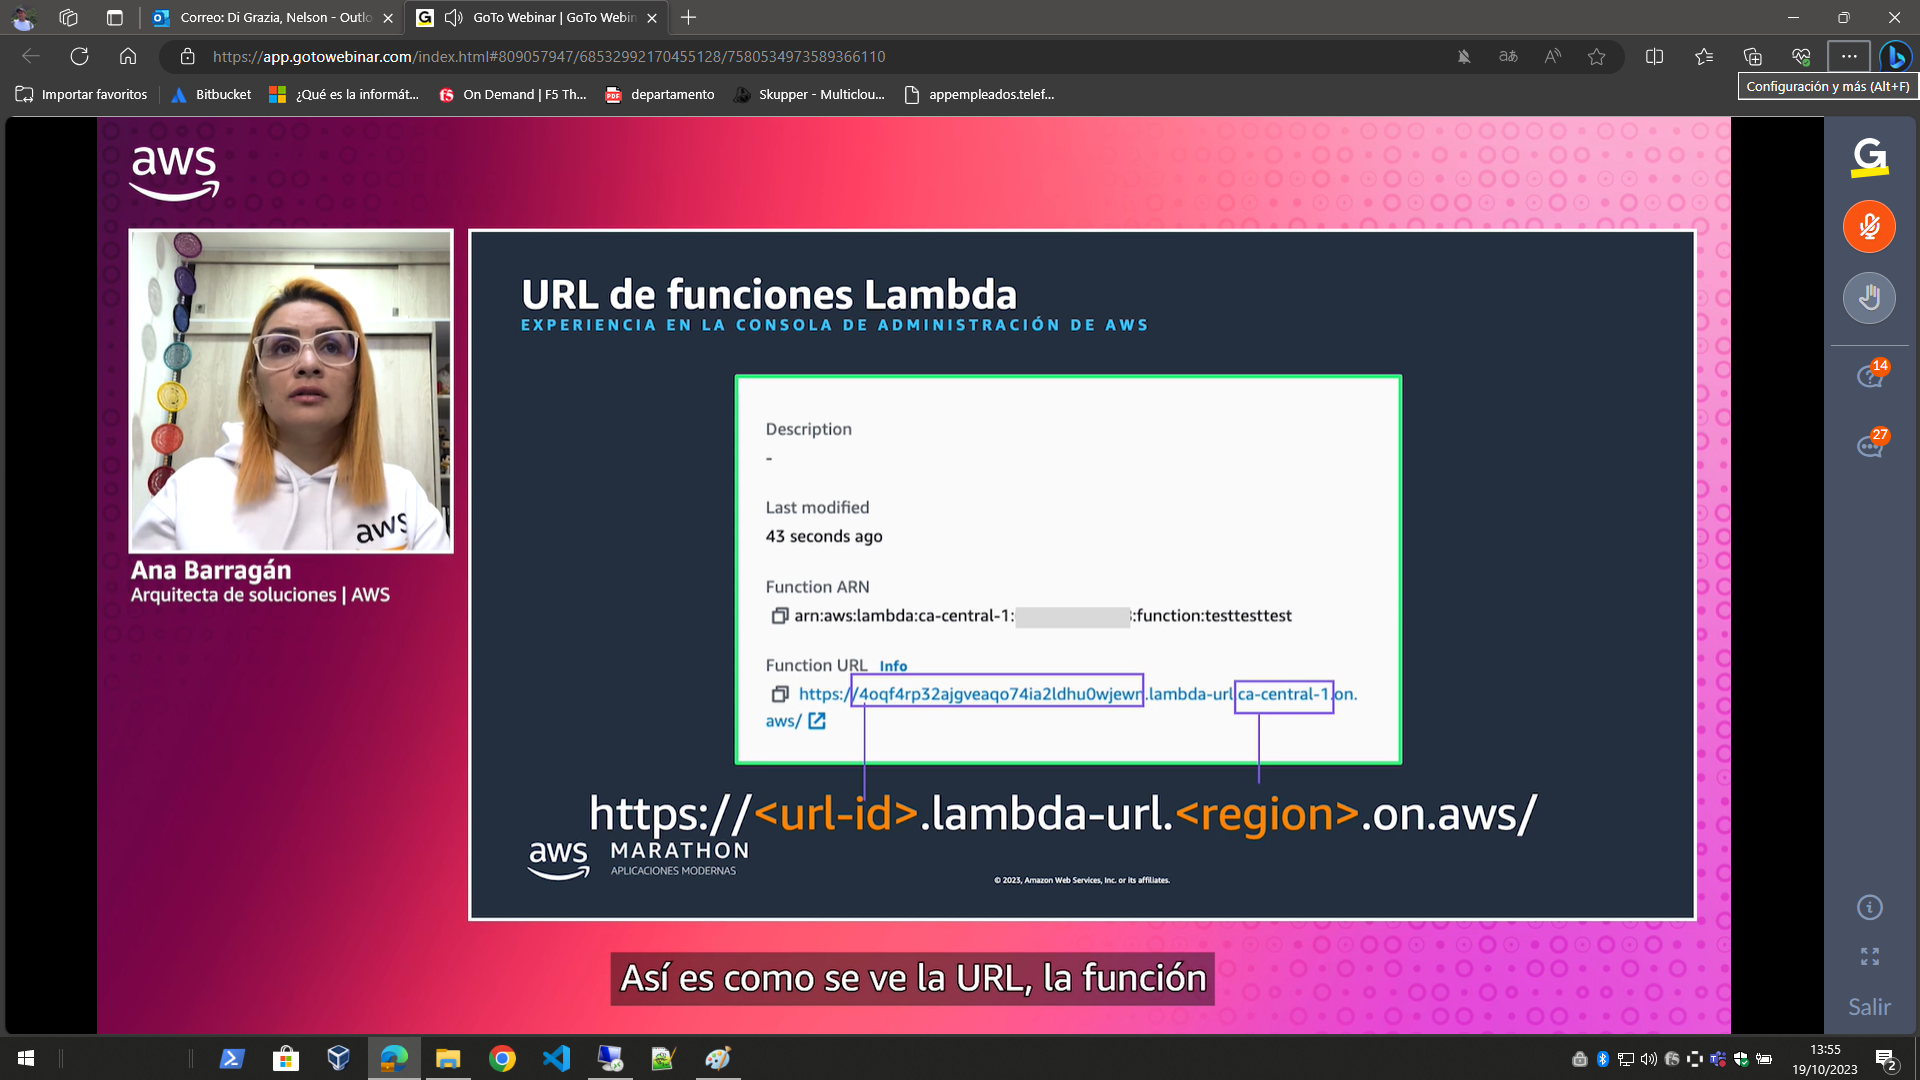 Correo: Di Grazia, Nelson - Outlo
GoTo Webinar | GoTo Webin
https://app.gotowebinar.com/index.html#809057947/68532992170455128/7580534973589366110
Importar favoritos
Bitbucket
¿Qué es la informát...
On Demand | F5 Th...
departamento
Skupper - Multiclou...
appempleados.telef...
Configuración y más (Alt+F)
aws
G
14
27
Salir
aws
Ana Barragán
Arquitecta de soluciones | AWS
URL de funciones Lambda
EXPERIENCIA EN LA CONSOLA DE ADMINISTRACIÓN DE AWS
Description
-
Last modified
43 seconds ago
Function ARN
arn:aws:lambda:ca-central-1: :function:testtesttest
Function URL Info
https://4oqf4rp32ajgveaqo74ia2ldhu0wjewn.lambda-url.ca-central-1.on.
aws/
https://<url-id>.lambda-url.<region>.on.aws/
aws MARATHON
APLICACIONES MODERNAS
© 2023, Amazon Web Services, Inc. or its affiliates.
Así es como se ve la URL, la función
13:55
19/10/2023
2